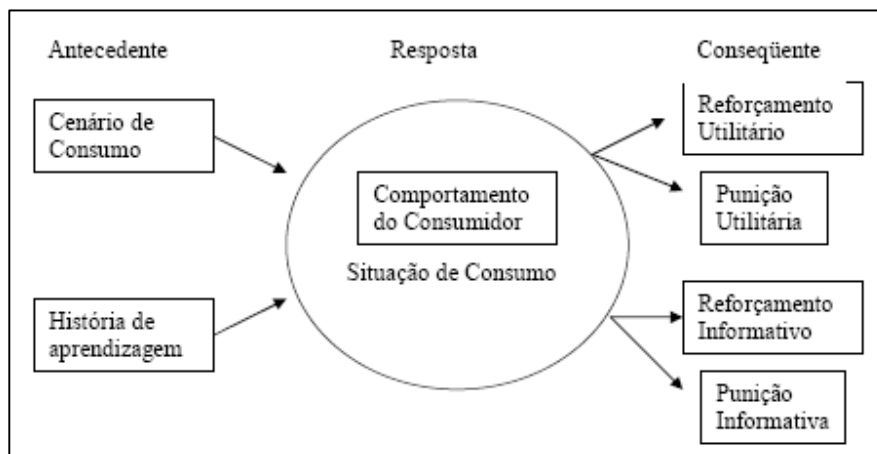 Antecedente
Resposta
Conseqüente
Cenário de
Consumo
História de
aprendizagem
Comportamento
do Consumidor
Situação de Consumo
Reforçamento
Utilitário
Punição
Utilitária
Reforçamento
Informativo
Punição
Informativa